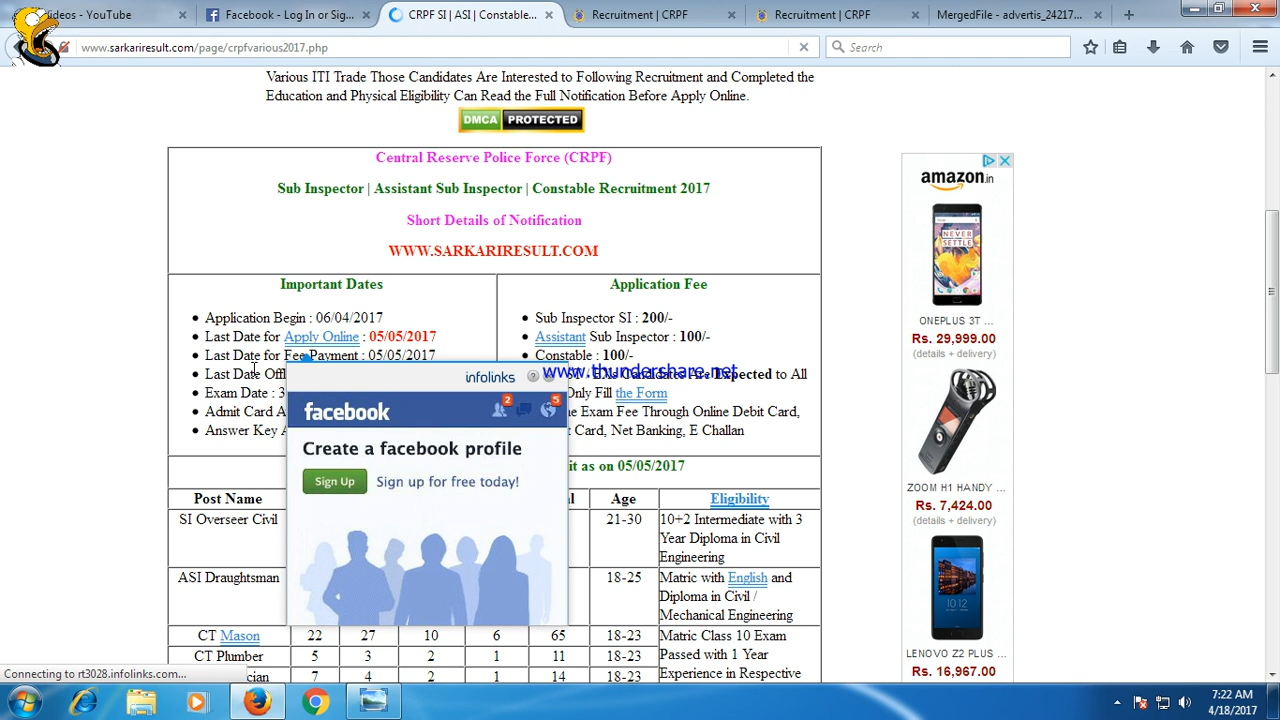 deos - YouTube
Facebook - Log In or Sig...
CRPF SI | ASI | Constable...
Recruitment | CRPF
Recruitment | CRPF
MergedFile - advertis_24217...
www.sarkariresult.com/page/crpfvarious2017.php
Search
Various ITI Trade Those Candidates Are Interested to Following Recruitment and Completed the
Education and Physical Eligibility Can Read the Full Notification Before Apply Online.
DMCA PROTECTED
Central Reserve Police Force (CRPF)
Sub Inspector | Assistant Sub Inspector | Constable Recruitment 2017
Short Details of Notification
WWW.SARKARIRESULT.COM
Important Dates
Application Begin : 06/04/2017
Last Date for Apply Online : 05/05/2017
Last Date for Fee Payment : 05/05/2017
Last Date Offl
Exam Date : 3
Admit Card A
Answer Key A
Application Fee
Sub Inspector SI : 200/-
Assistant Sub Inspector : 100/-
Constable : 100/-
Candidates Are Expected to All
Only Fill the Form
e Exam Fee Through Online Debit Card,
t Card, Net Banking, E Challan
www.thundershare.net
infolinks ?
facebook 2 5
Create a facebook profile
Sign Up Sign up for free today!
it as on 05/05/2017
Post Name al Age Eligibility
SI Overseer Civil 21-30 10+2 Intermediate with 3
Year Diploma in Civil
Engineering
ASI Draughtsman 18-25 Matric with English and
Diploma in Civil /
Mechanical Engineering
CT Mason 22 27 10 6 65 18-23 Matric Class 10 Exam
CT Plumber 5 3 2 1 11 18-23 Passed with 1 Year
ician 7 4 2 1 14 18-23 Experience in Respective
amazon.in
NEVER
SETTLE
ONEPLUS 3T ...
Rs. 29,999.00
(details + delivery)
ZOOM H1 HANDY ...
Rs. 7,424.00
(details + delivery)
10:12
LENOVO Z2 PLUS ...
Rs. 16,967.00
Connecting to rt3028.infolinks.com...
7:22 AM
4/18/2017